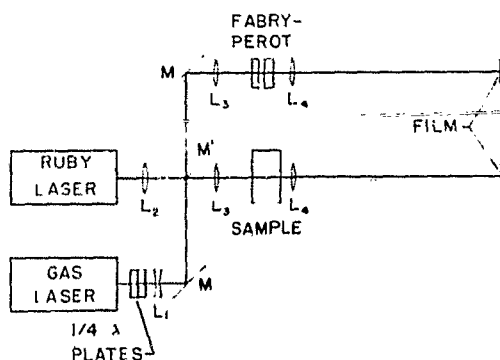 FABRY-
PEROT
M
L3
L4
FILM
RUBY
LASER
M'
L2
L3
L4
SAMPLE
GAS
LASER
M
L1
1/4 λ
PLATES